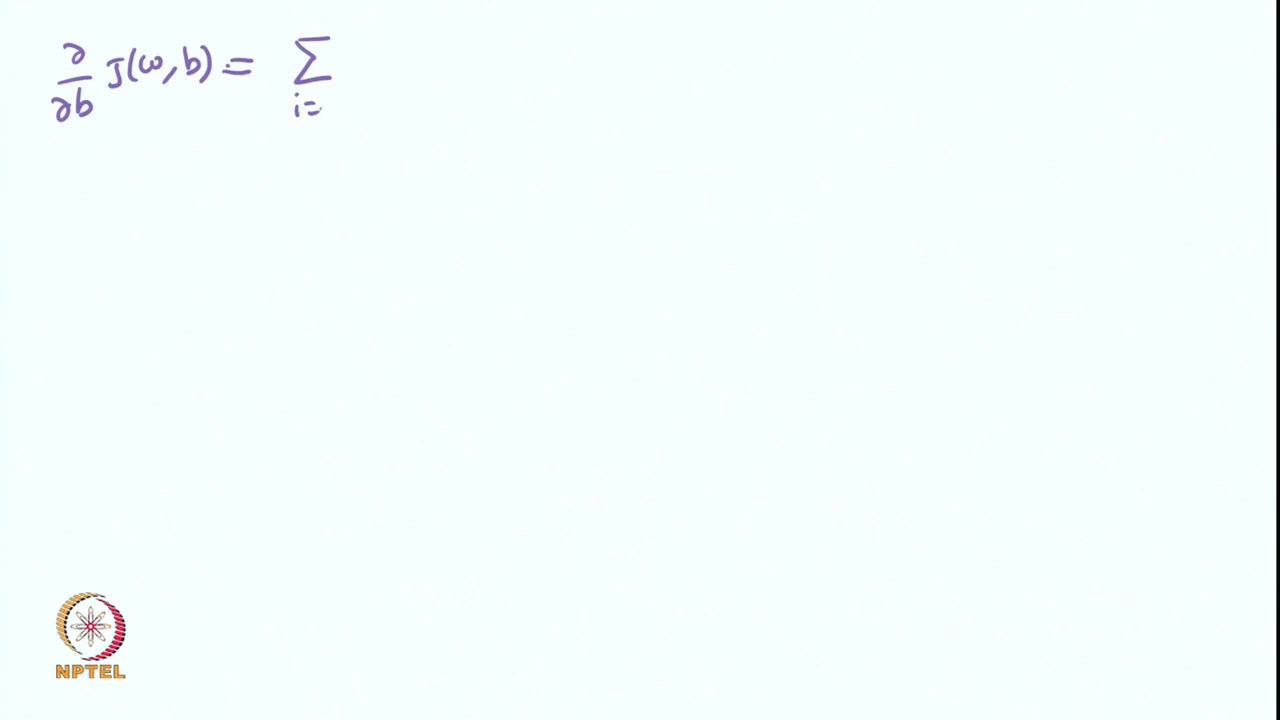 ∂/∂b J(ω, b) = ∑ i=
NPTEL